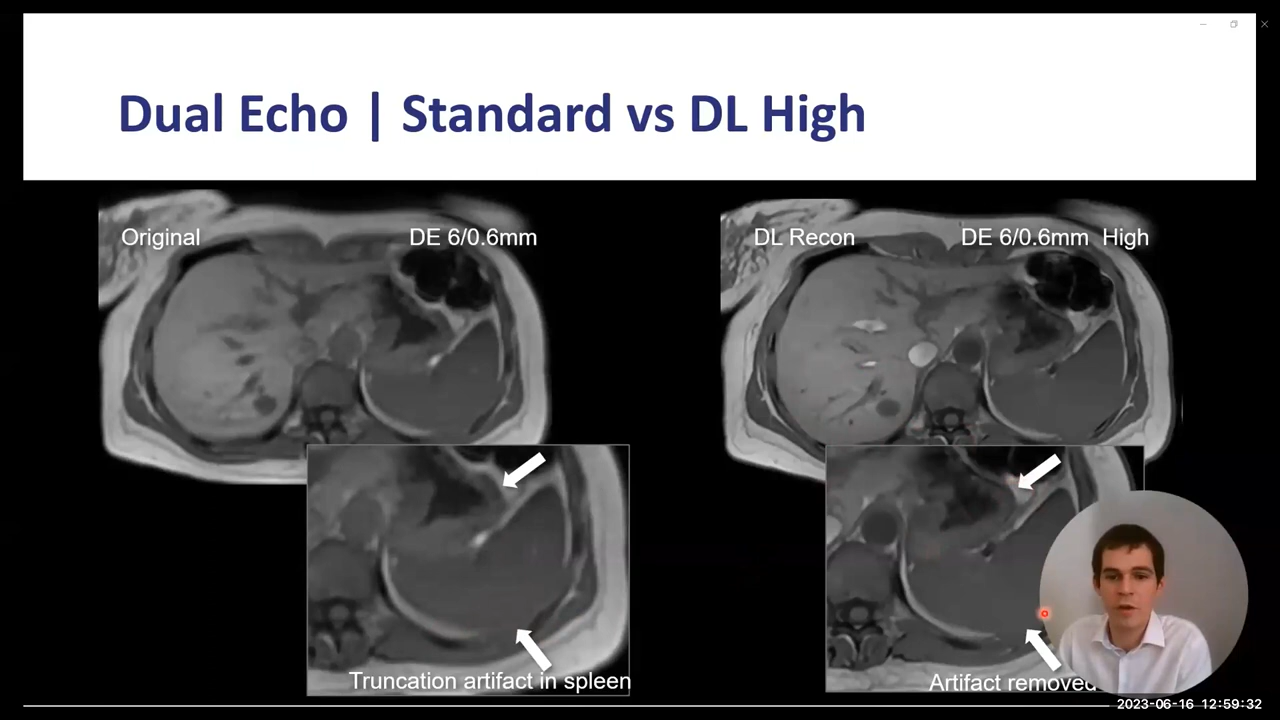 Dual Echo | Standard vs DL High
Original
DE 6/0.6mm
DL Recon
DE 6/0.6mm High
Truncation artifact in spleen
Artifact removed
2023-06-16 12:59:32